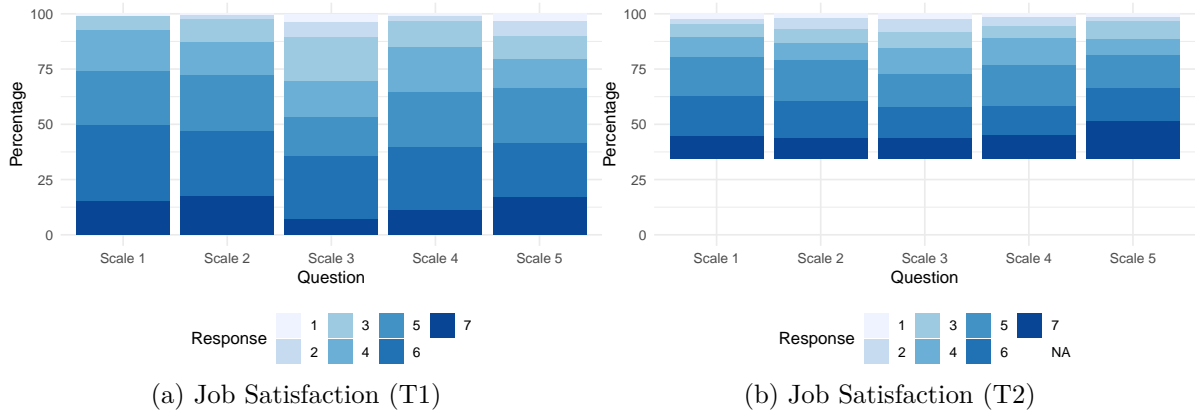 100
75
50
25
0
Percentage
Scale 1 Scale 2 Scale 3 Scale 4 Scale 5
Question
Response
1 3 5 7
2 4 6
(a) Job Satisfaction (T1)
100
75
50
25
0
Percentage
Scale 1 Scale 2 Scale 3 Scale 4 Scale 5
Question
Response
1 3 5 7
2 4 6 NA
(b) Job Satisfaction (T2)